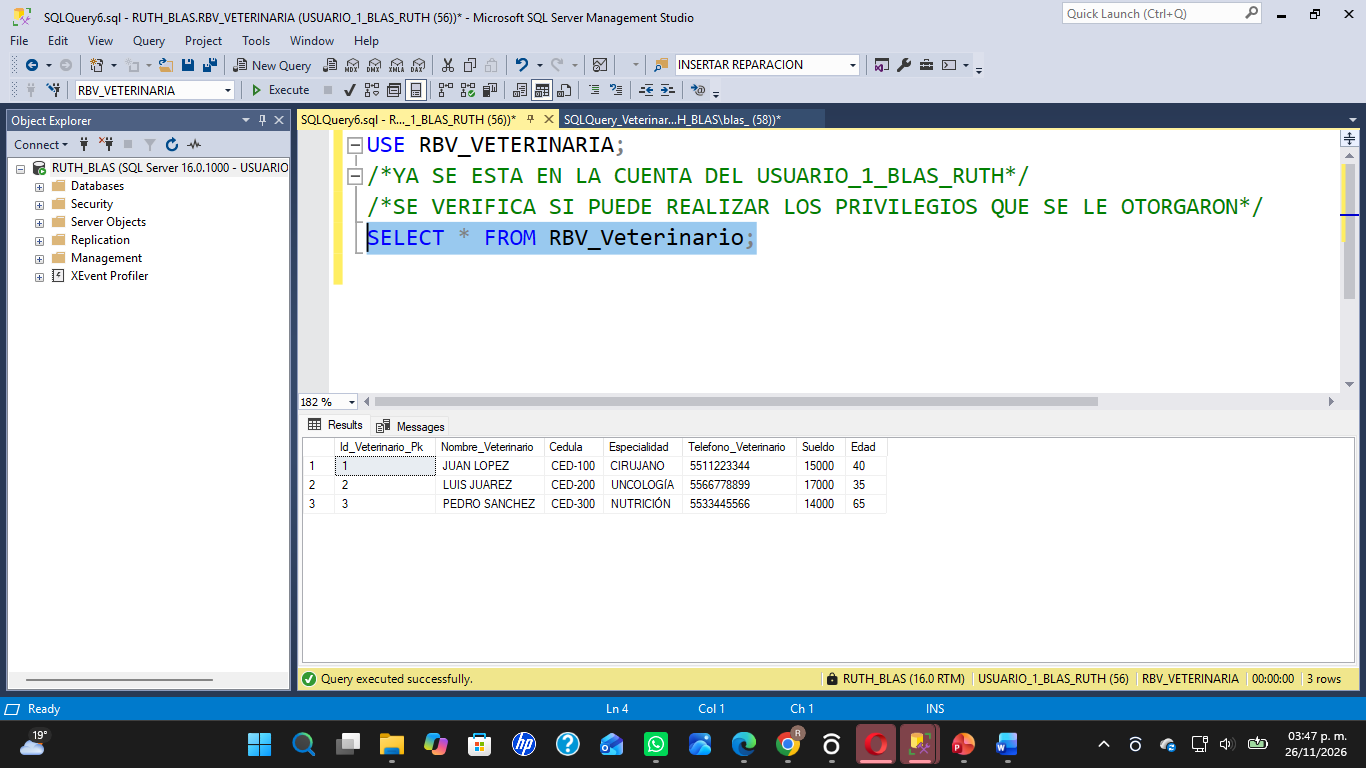 SQLQuery6.sql - RUTH_BLAS.RBV_VETERINARIA (USUARIO_1_BLAS_RUTH (56))* - Microsoft SQL Server Management Studio
Quick Launch (Ctrl+Q)
File Edit View Query Project Tools Window Help
New Query
MDX DMX XMLA DAX
INSERTAR REPARACION
RBV_VETERINARIA
Execute
Object Explorer
SQLQuery6.sql - R..._1_BLAS_RUTH (56))*
SQLQuery_Veterinar...H_BLAS\blas_ (58))*
Connect
RUTH_BLAS (SQL Server 16.0.1000 - USUARIO
Databases
Security
Server Objects
Replication
Management
XEvent Profiler
USE RBV_VETERINARIA;
/*YA SE ESTA EN LA CUENTA DEL USUARIO_1_BLAS_RUTH*/
/*SE VERIFICA SI PUEDE REALIZAR LOS PRIVILEGIOS QUE SE LE OTORGARON*/
SELECT * FROM RBV_Veterinario;
182 %
Results Messages
Id_Veterinario_Pk Nombre_Veterinario Cedula Especialidad Telefono_Veterinario Sueldo Edad
1 1 JUAN LOPEZ CED-100 CIRUJANO 5511223344 15000 40
2 2 LUIS JUAREZ CED-200 UNCOLOGÍA 5566778899 17000 35
3 3 PEDRO SANCHEZ CED-300 NUTRICIÓN 5533445566 14000 65
Query executed successfully.
RUTH_BLAS (16.0 RTM) USUARIO_1_BLAS_RUTH (56) RBV_VETERINARIA 00:00:00 3 rows
Ready Ln 4 Col 1 Ch 1 INS
19°
03:47 p. m.
26/11/2026